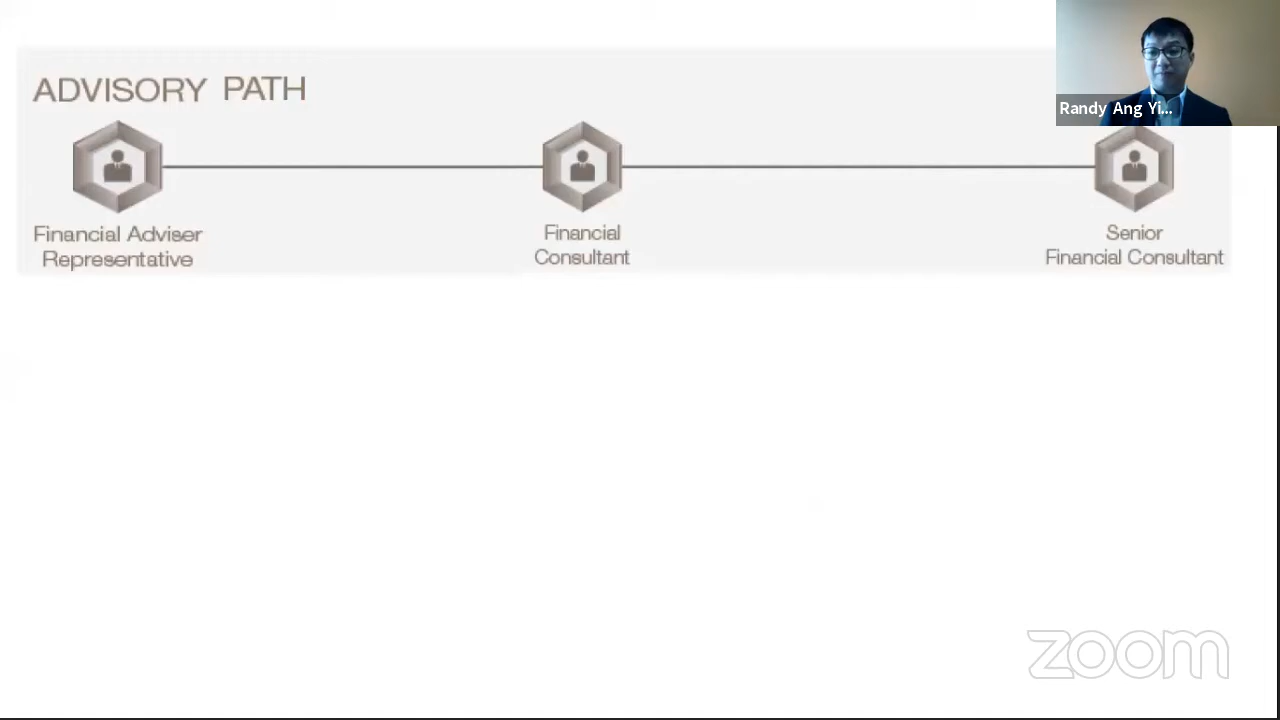 ADVISORY PATH
Randy Ang Yi...
Financial Adviser
Representative
Financial
Consultant
Senior
Financial Consultant
zoom